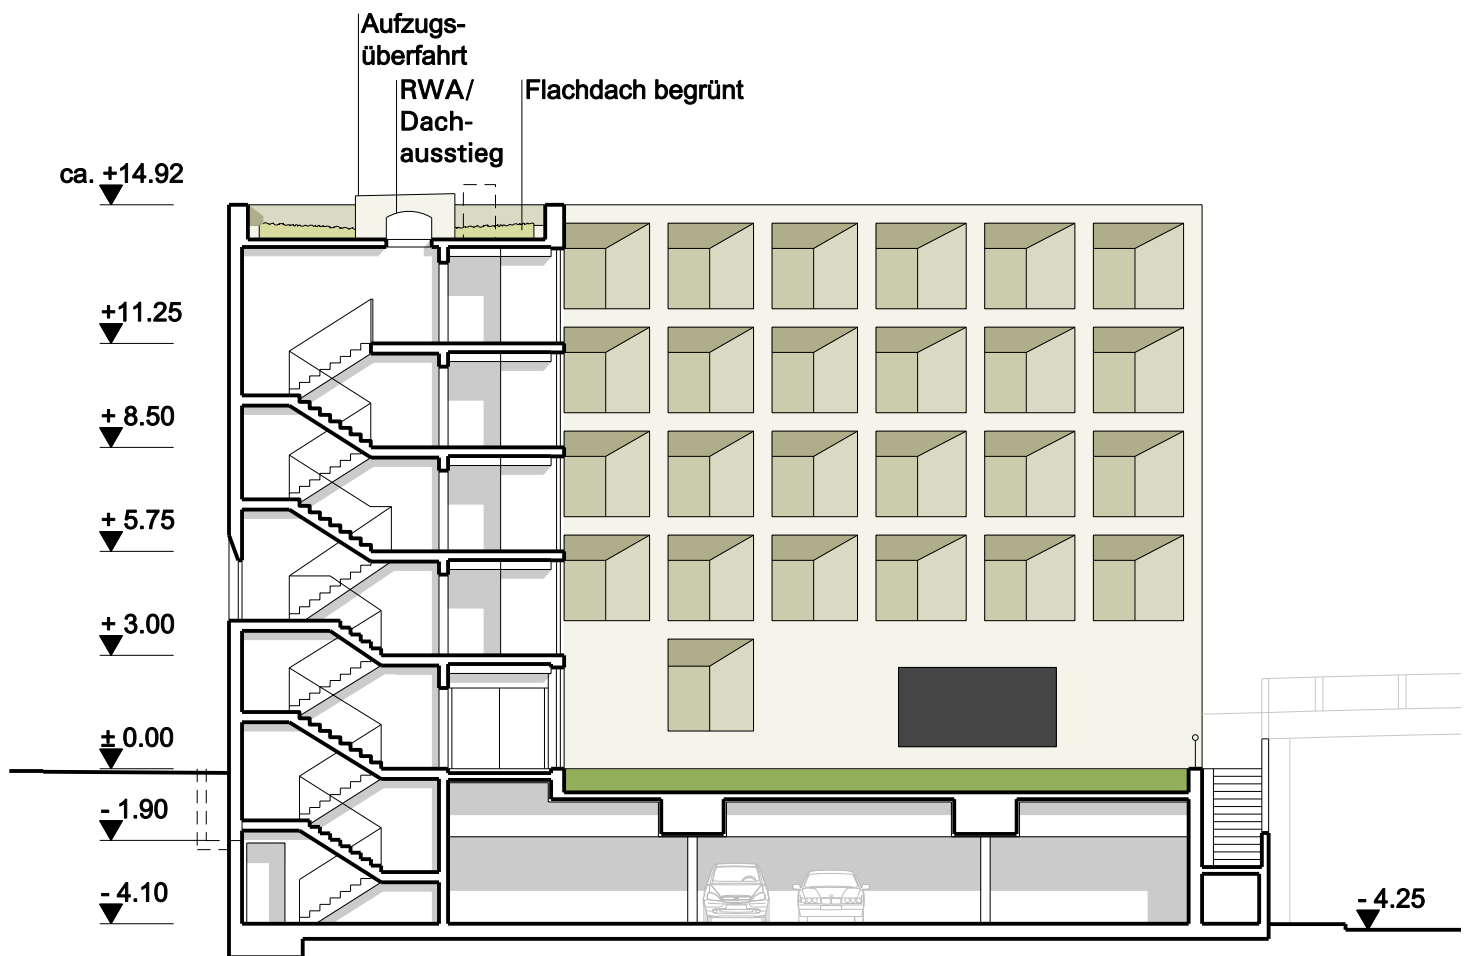 Aufzugs-
überfahrt
RWA/
Dach-
ausstieg
Flachdach begrünt
ca. +14.92
+11.25
+ 8.50
+ 5.75
+ 3.00
± 0.00
- 1.90
- 4.10
- 4.25